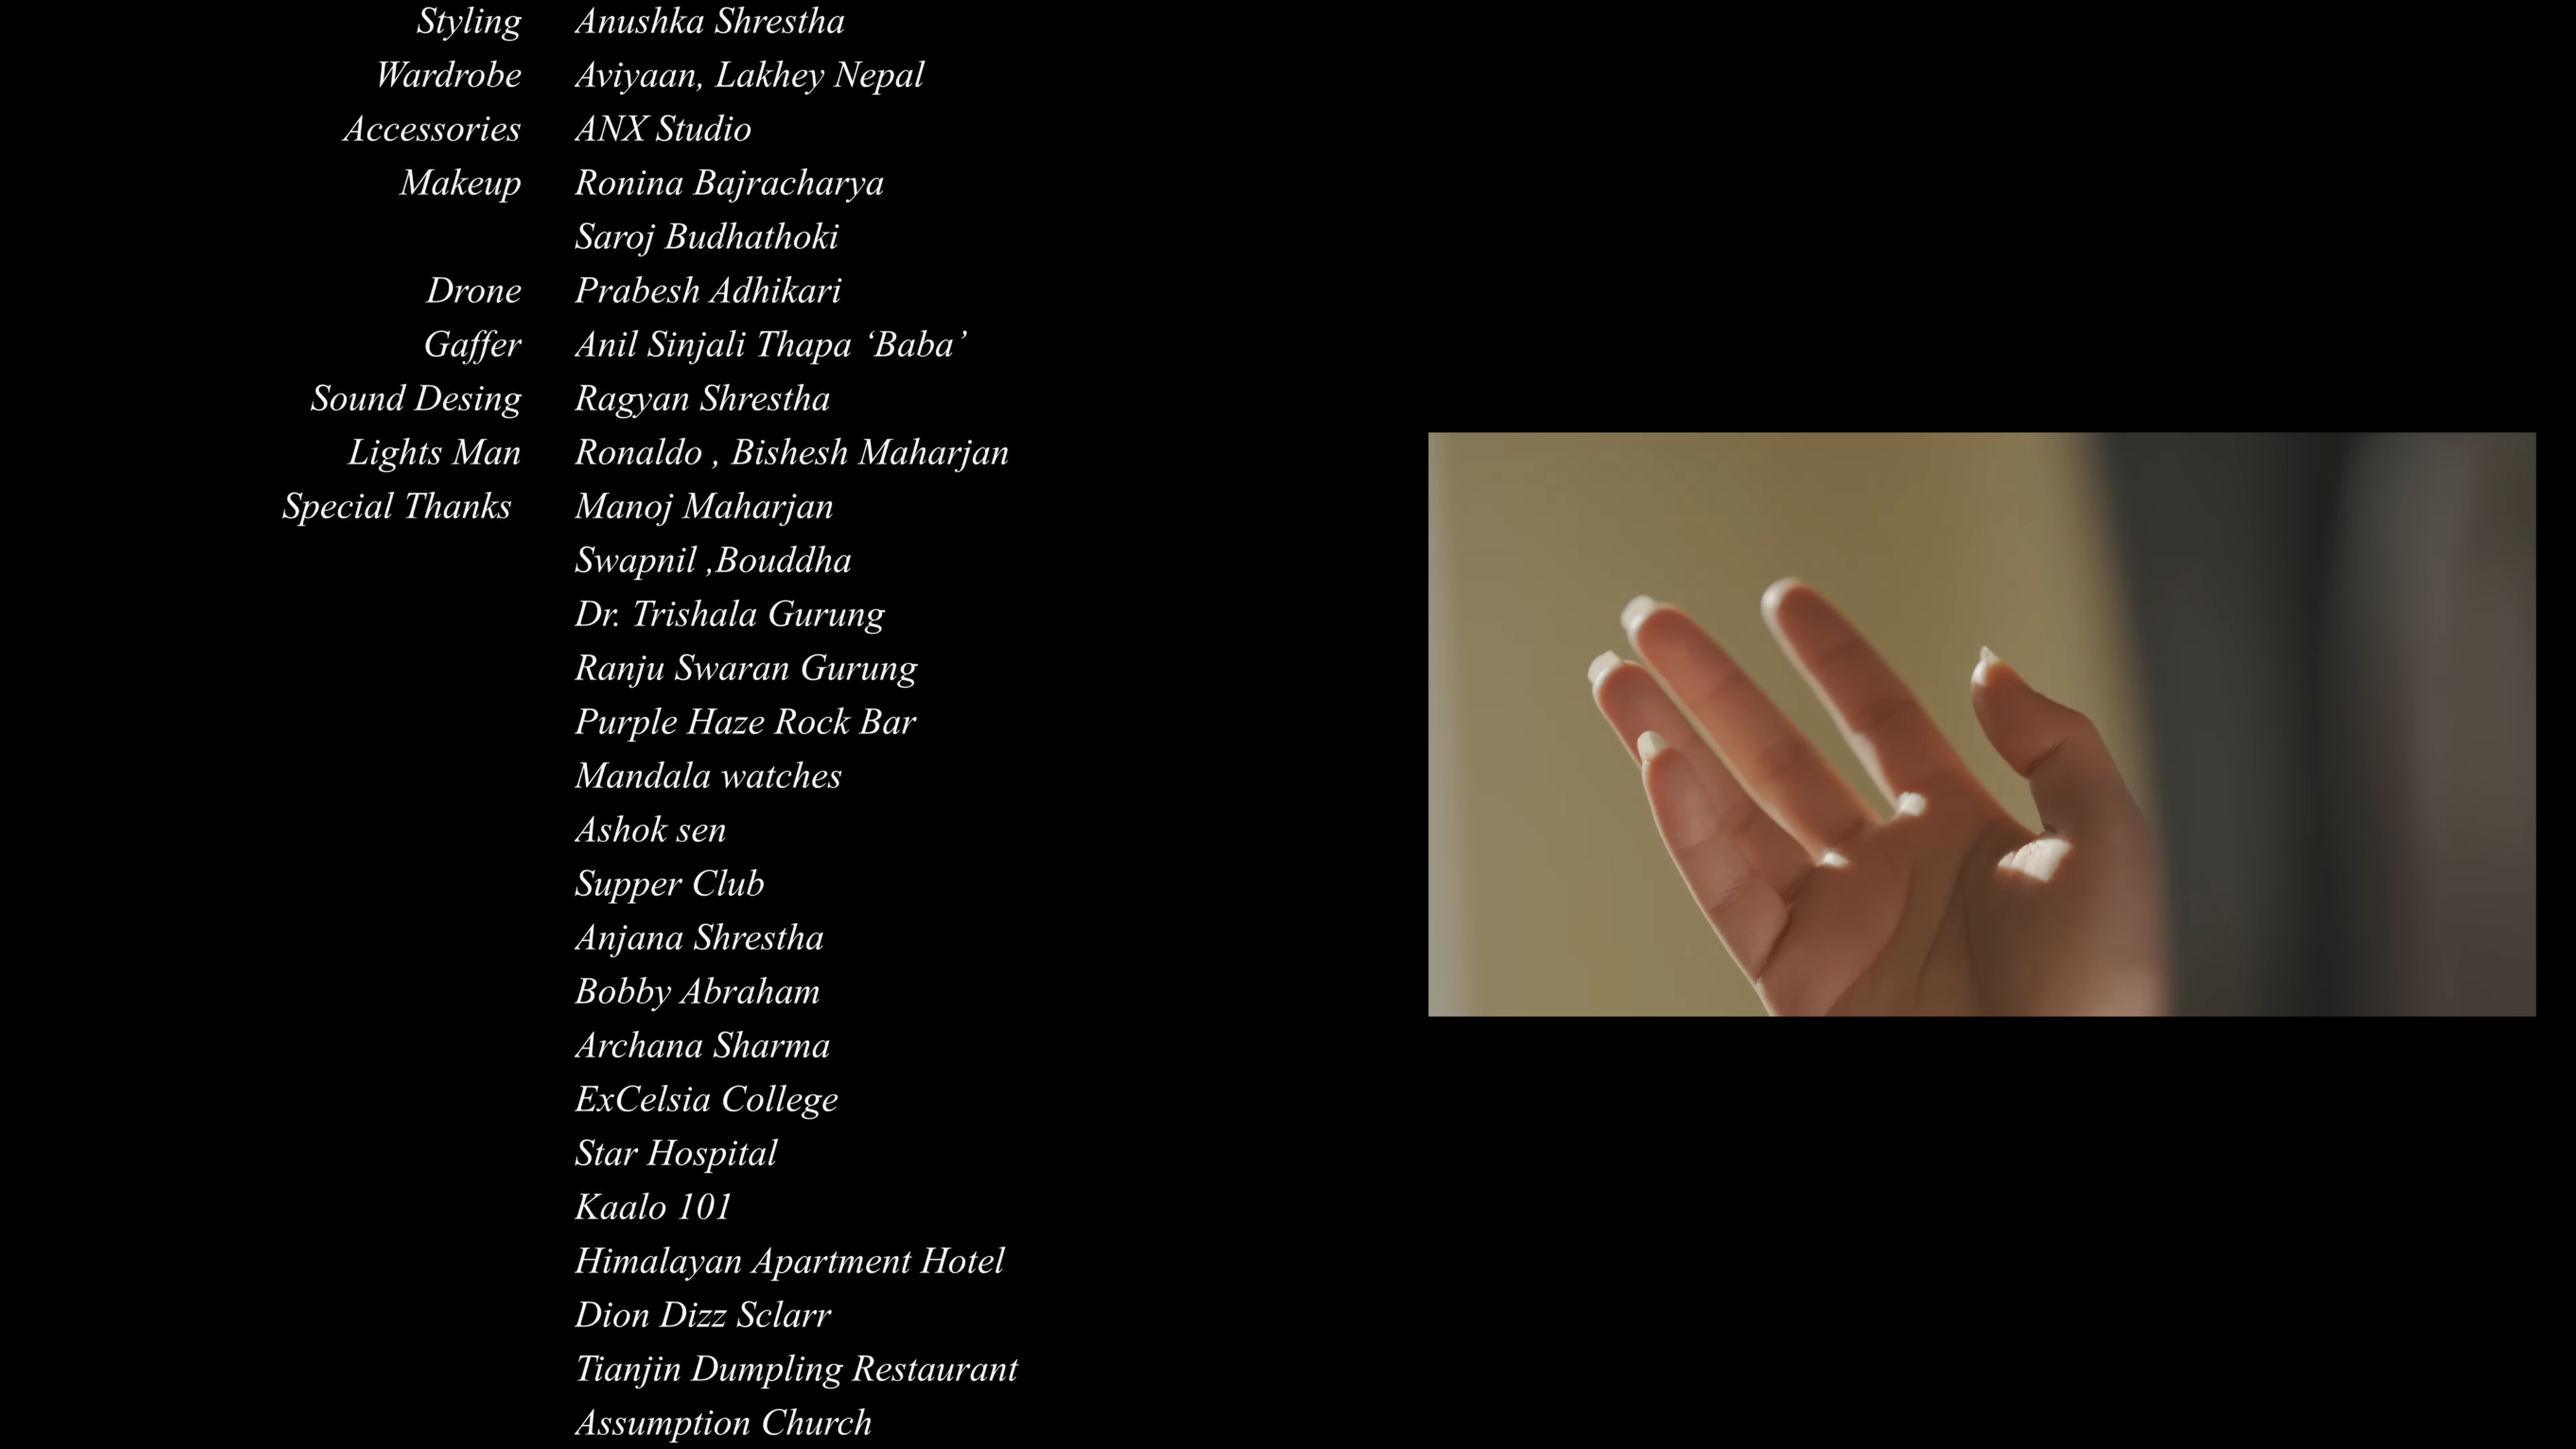 Styling Anushka Shrestha
Wardrobe Aviyaan, Lakhey Nepal
Accessories ANX Studio
Makeup Ronina Bajracharya
Saroj Budhathoki
Drone Prabesh Adhikari
Gaffer Anil Sinjali Thapa ‘Baba’
Sound Desing Ragyan Shrestha
Lights Man Ronaldo , Bishesh Maharjan
Special Thanks Manoj Maharjan
Swapnil ,Bouddha
Dr. Trishala Gurung
Ranju Swaran Gurung
Purple Haze Rock Bar
Mandala watches
Ashok sen
Supper Club
Anjana Shrestha
Bobby Abraham
Archana Sharma
ExCelsia College
Star Hospital
Kaalo 101
Himalayan Apartment Hotel
Dion Dizz Sclarr
Tianjin Dumpling Restaurant
Assumption Church